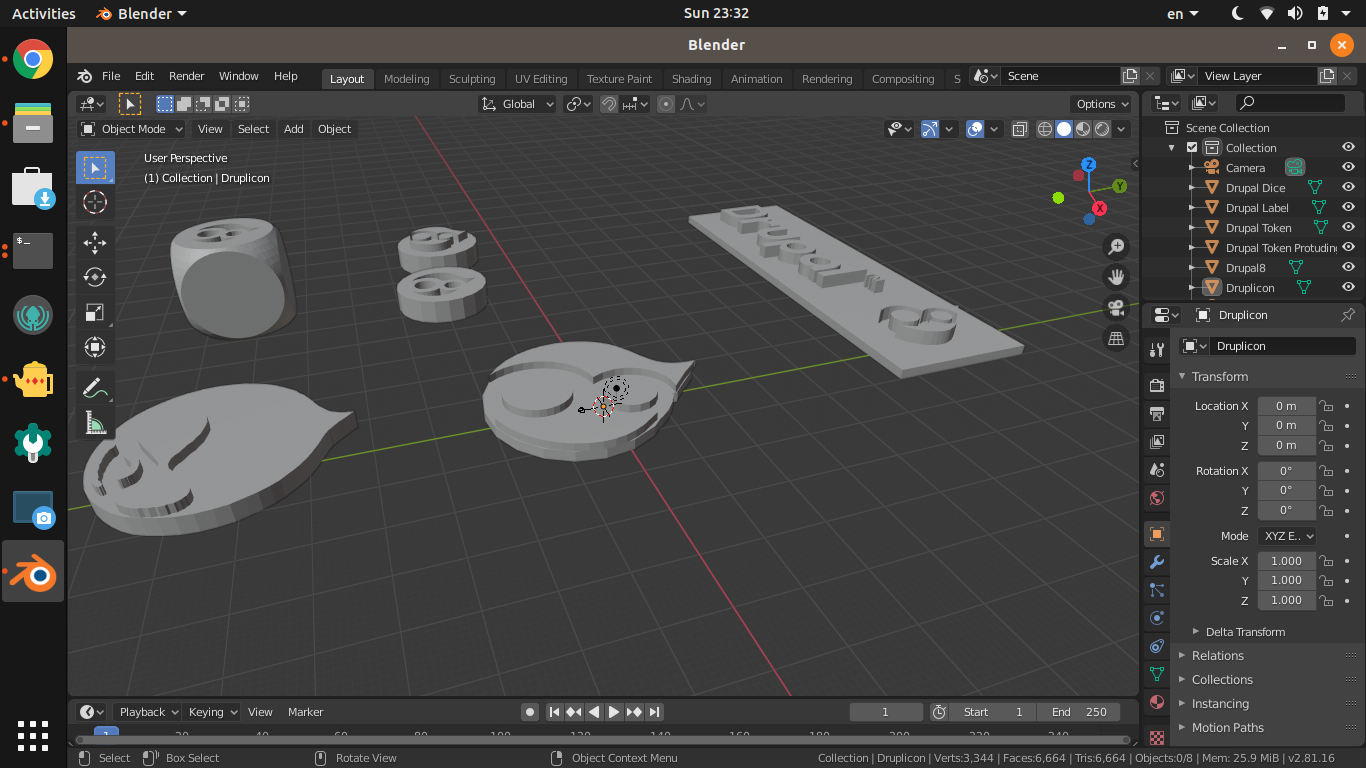 Activities Blender Sun 23:32 en
Blender
File Edit Render Window Help Layout Modeling Sculpting UV Editing Texture Paint Shading Animation Rendering Compositing S Scene View Layer
Global Options
Object Mode View Select Add Object
User Perspective
(1) Collection | Druplicon
Z
Y
X
Drupal
8
Scene Collection
Collection
Camera
Drupal Dice
Drupal Label
Drupal Token
Drupal Token Protuding
Drupal8
Druplicon
Druplicon
Druplicon
Transform
Location X 0 m
Y 0 m
Z 0 m
Rotation X 0°
Y 0°
Z 0°
Mode XYZ E..
Scale X 1.000
Y 1.000
Z 1.000
Delta Transform
Relations
Collections
Instancing
Motion Paths
Playback Keying View Marker 1 Start 1 End 250
1 20 40 60 80 100 120 140 160 180 200 220 240
Select Box Select Rotate View Object Context Menu Collection | Druplicon | Verts:3,344 | Faces:6,664 | Tris:6,664 | Objects:0/8 | Mem: 25.9 MiB | v2.81.16